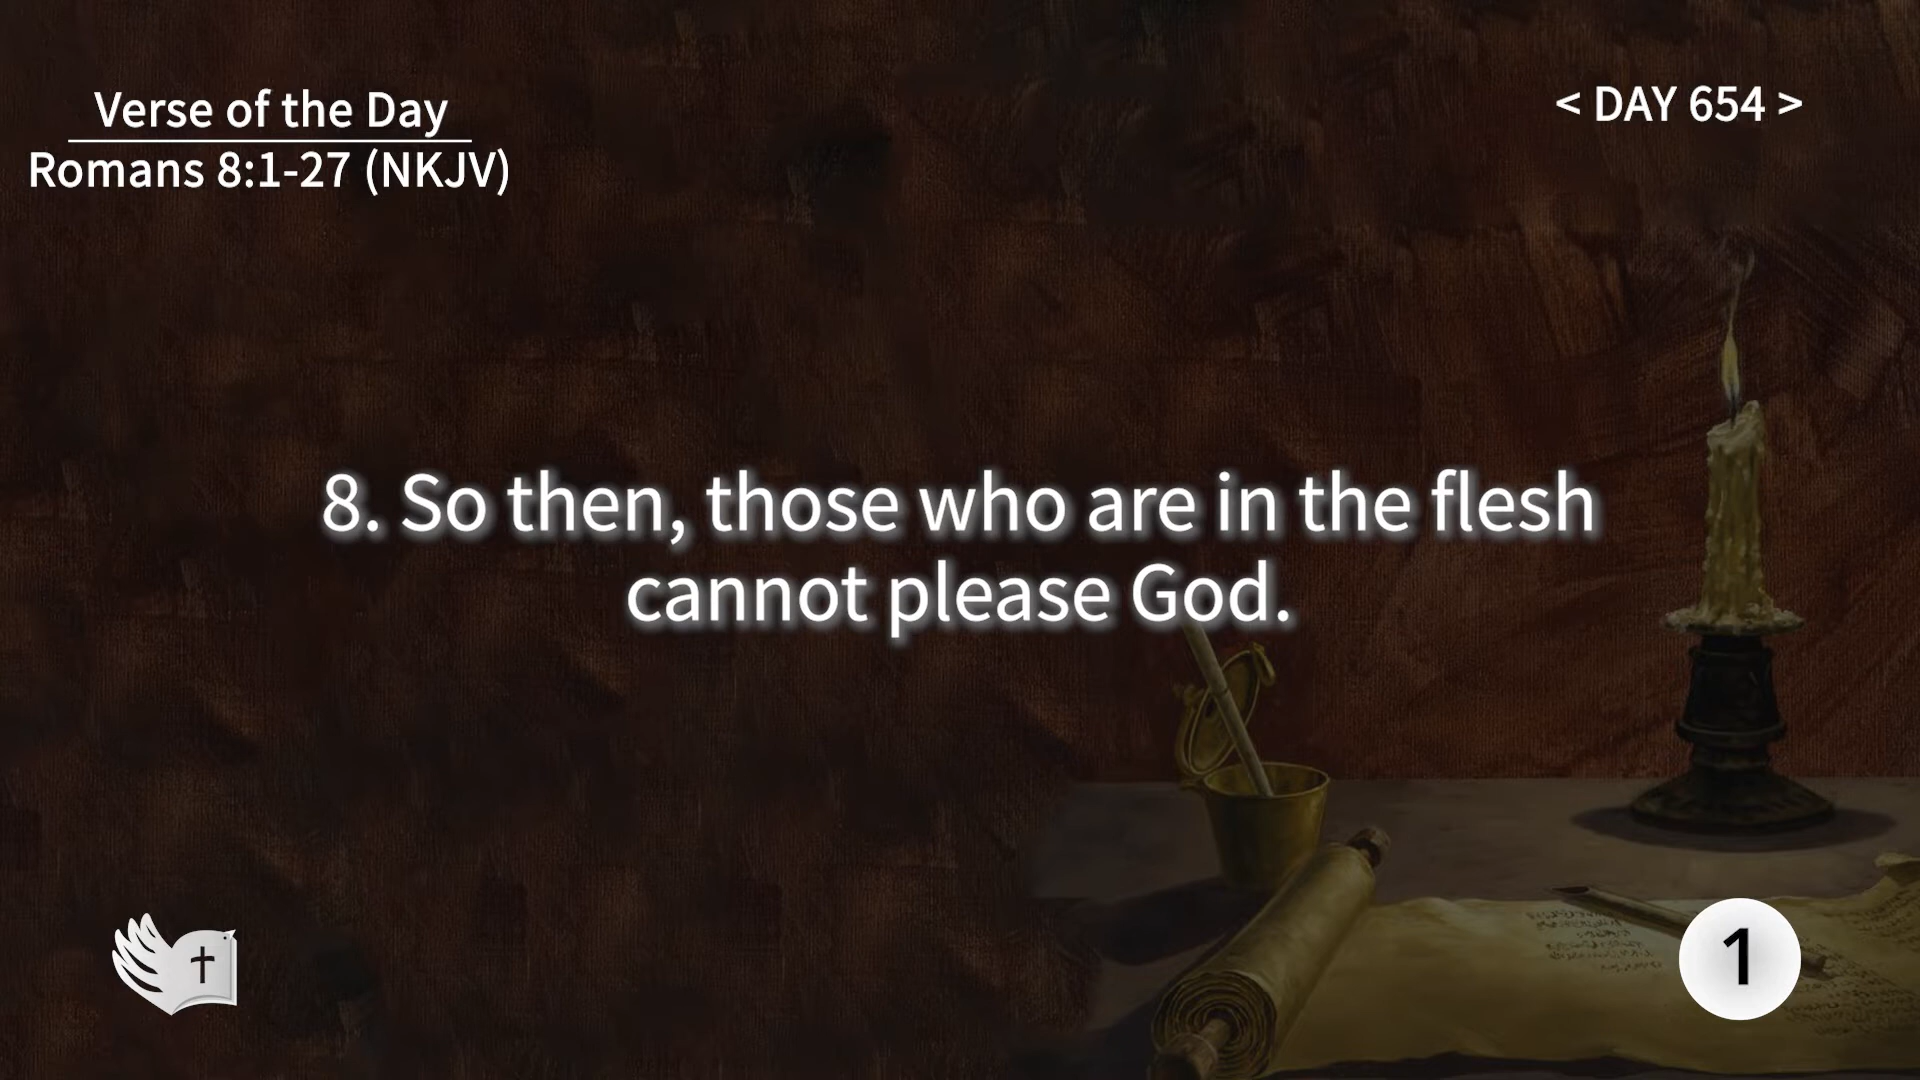 Verse of the Day
Romans 8:1-27 (NKJV)
< DAY 654 >
8. So then, those who are in the flesh
cannot please God.
1